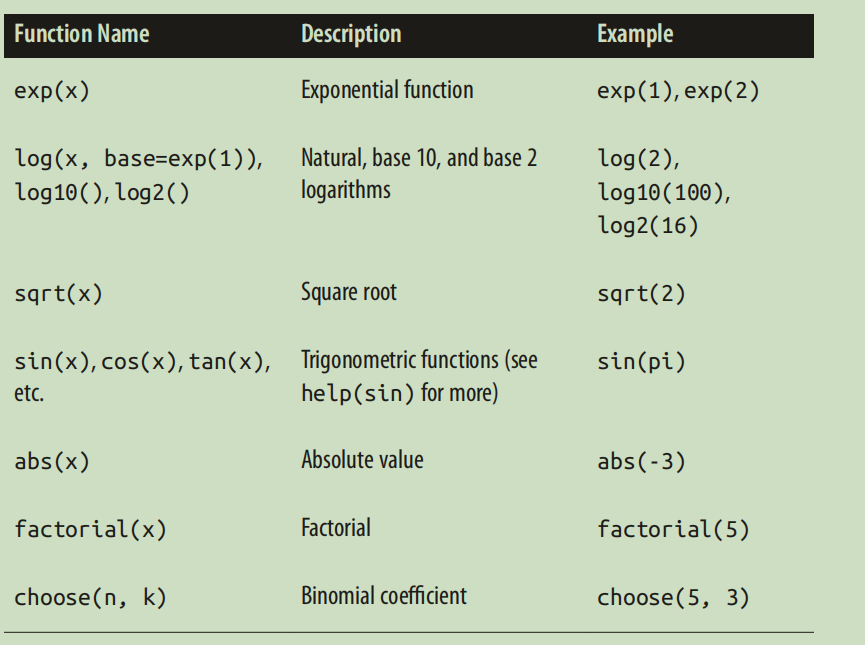 Function Name Description Example
exp(x) Exponential function exp(1), exp(2)
log(x, base=exp(1)), Natural, base 10, and base 2 log(2),
log10(), log2() logarithms log10(100),
log2(16)
sqrt(x) Square root sqrt(2)
sin(x), cos(x), tan(x), Trigonometric functions (see sin(pi)
etc. help(sin) for more)
abs(x) Absolute value abs(-3)
factorial(x) Factorial factorial(5)
choose(n, k) Binomial coefficient choose(5, 3)